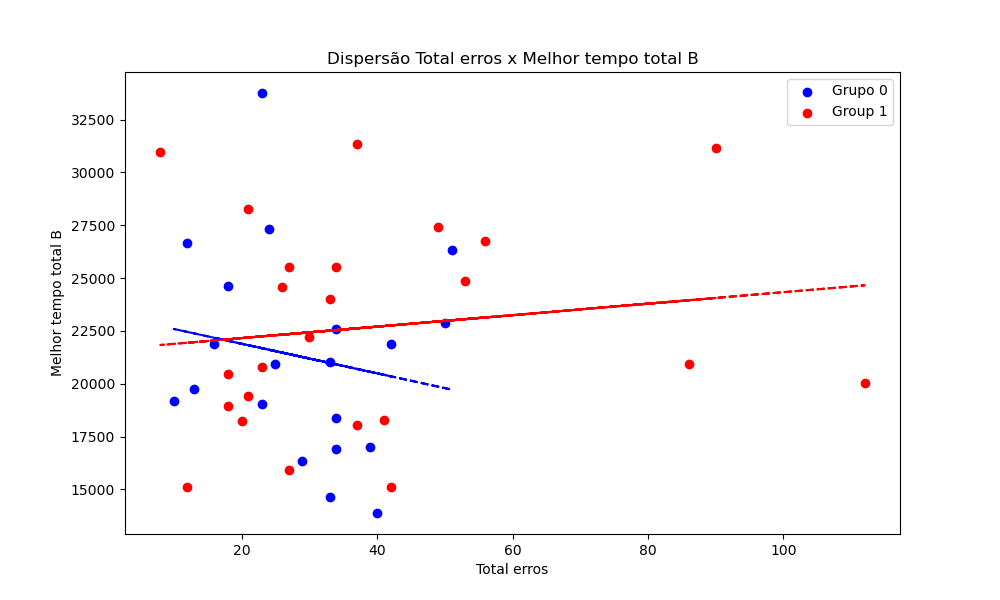 Dispersão Total erros x Melhor tempo total B
Grupo 0
Group 1
Melhor tempo total B
32500
30000
27500
25000
22500
20000
17500
15000
20
40
60
80
100
Total erros